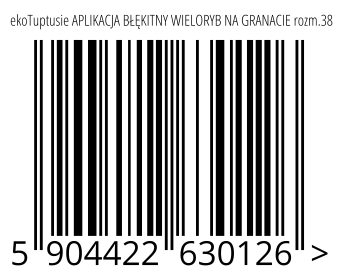 ekoTuptusie APLIKACJA BŁĘKITNY WIELORYB NA GRANACIE rozm.38
5 904422 630126 >